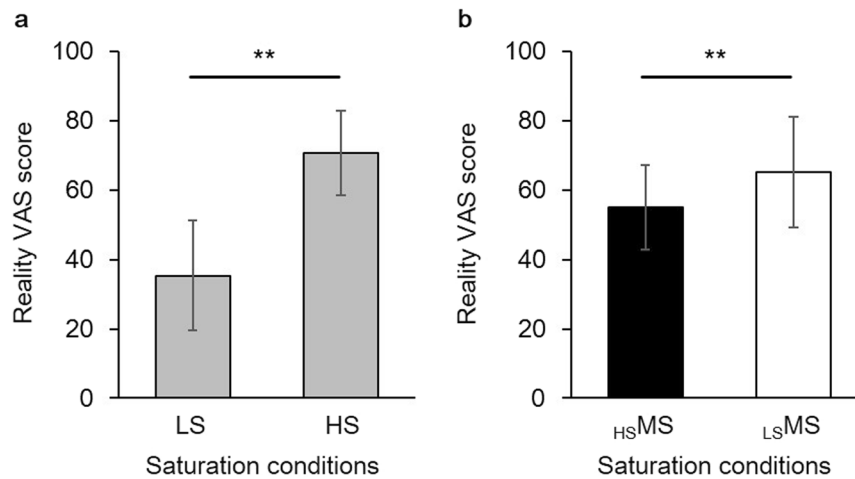 a
**
Reality VAS score
100
80
60
40
20
0
LS HS
Saturation conditions
b
**
Reality VAS score
100
80
60
40
20
0
HSMS LSMS
Saturation conditions